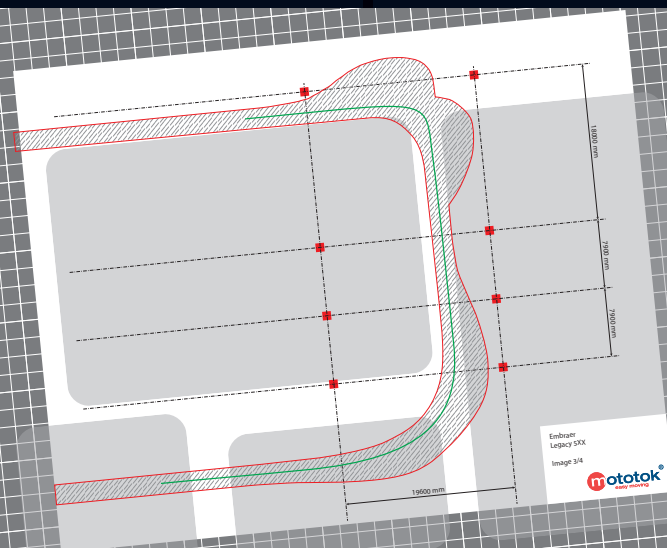 18000 mm
7900 mm
7900 mm
19600 mm
Embraer
Legacy 5XX
Image 3/4
mototok®
easy moving